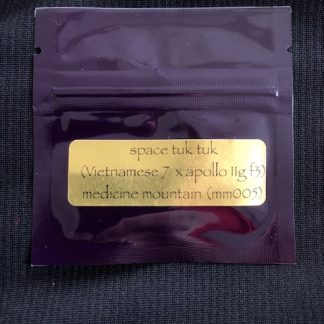 space tuk tuk
(Vietnamese 7 x apollo 11g f3)
medicine mountain (mm005)